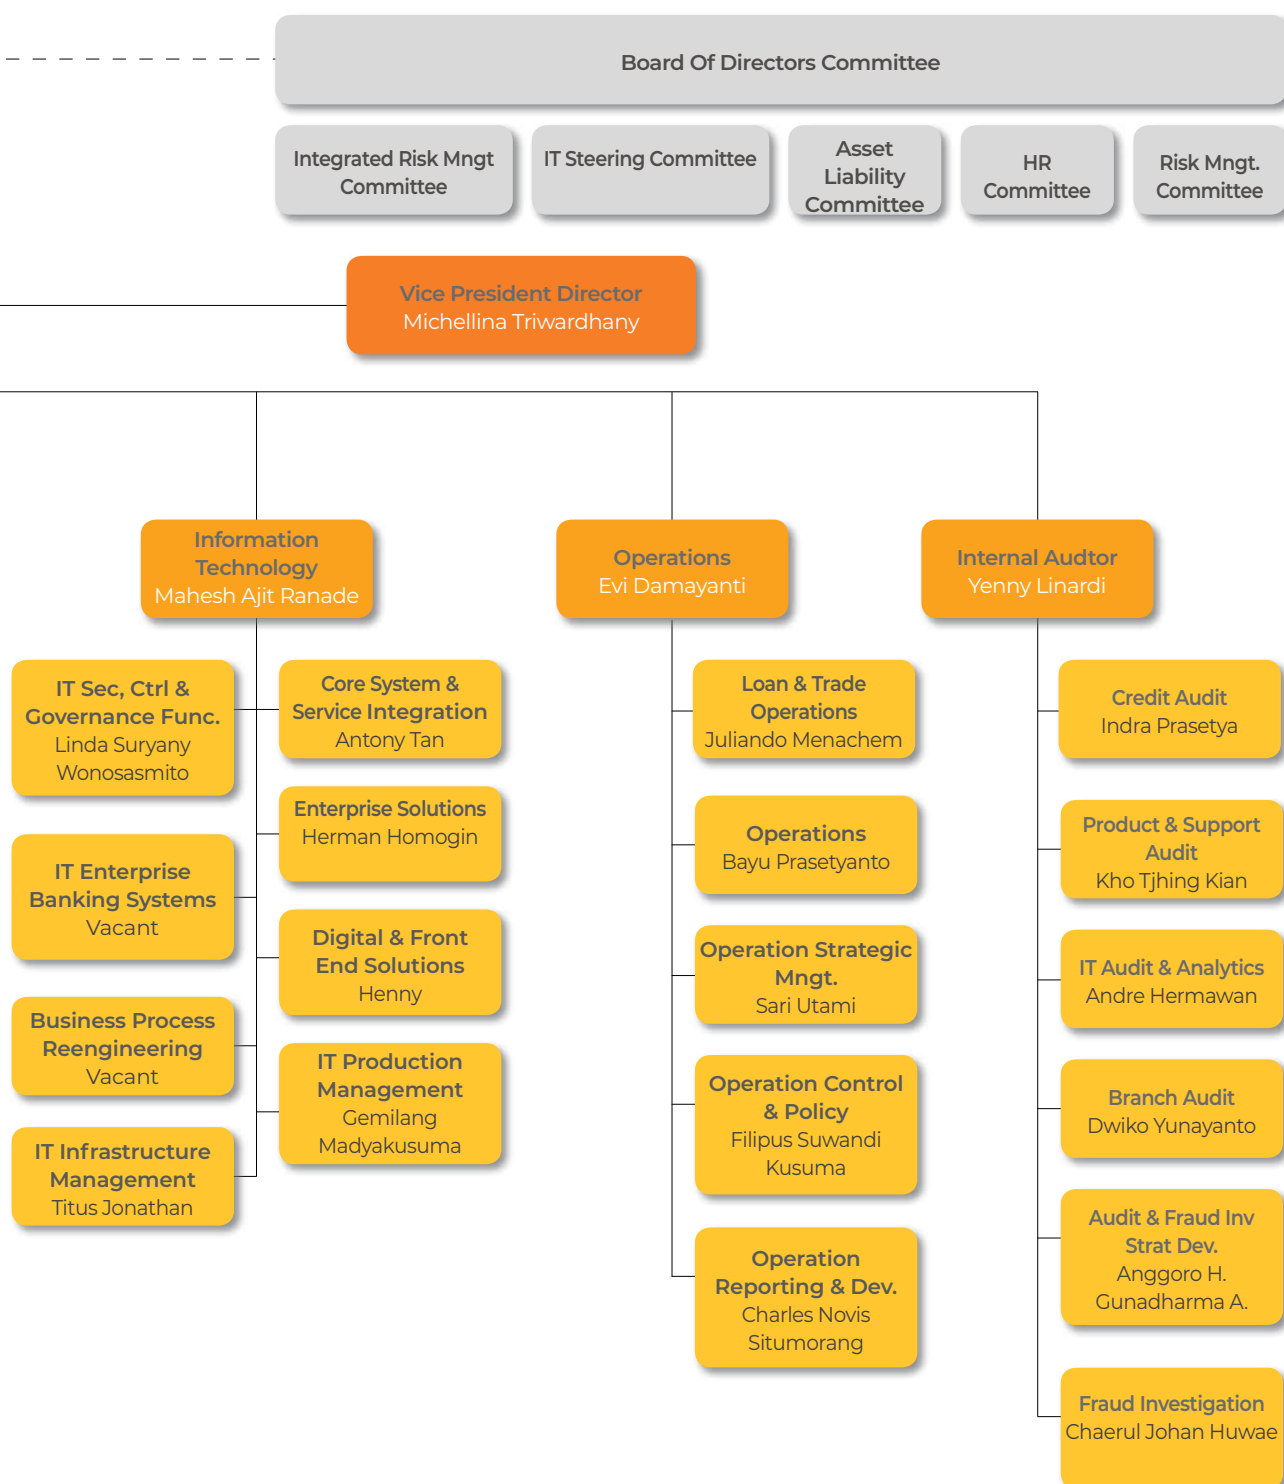 Board Of Directors Committee
Integrated Risk Mngt
Committee
IT Steering Committee
Asset
Liability
Committee
HR
Committee
Risk Mngt.
Committee
Vice President Director
Michellina Triwardhany
Information
Technology
Mahesh Ajit Ranade
Operations
Evi Damayanti
Internal Audtor
Yenny Linardi
IT Sec, Ctrl &
Governance Func.
Linda Suryany
Wonosasmito
IT Enterprise
Banking Systems
Vacant
Business Process
Reengineering
Vacant
IT Infrastructure
Management
Titus Jonathan
Core System &
Service Integration
Antony Tan
Enterprise Solutions
Herman Homogin
Digital & Front
End Solutions
Henny
IT Production
Management
Gemilang
Madyakusuma
Loan & Trade
Operations
Juliando Menachem
Operations
Bayu Prasetyanto
Operation Strategic
Mngt.
Sari Utami
Operation Control
& Policy
Filipus Suwandi
Kusuma
Operation
Reporting & Dev.
Charles Novis
Situmorang
Credit Audit
Indra Prasetya
Product & Support
Audit
Kho Tjhing Kian
IT Audit & Analytics
Andre Hermawan
Branch Audit
Dwiko Yunayanto
Audit & Fraud Inv
Strat Dev.
Anggoro H.
Gunadharma A.
Fraud Investigation
Chaerul Johan Huwae